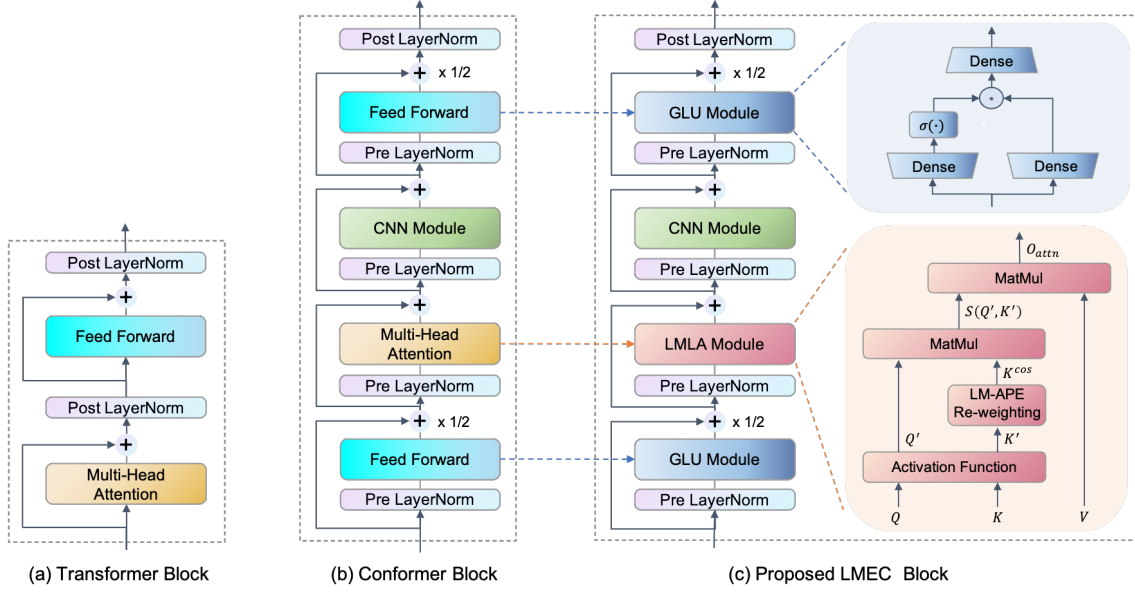 Post LayerNorm
+
Feed Forward
Post LayerNorm
+
Multi-Head
Attention
(a) Transformer Block
Post LayerNorm
+ x 1/2
Feed Forward
Pre LayerNorm
+
CNN Module
Pre LayerNorm
+
Multi-Head
Attention
Pre LayerNorm
+ x 1/2
Feed Forward
Pre LayerNorm
(b) Conformer Block
Post LayerNorm
+ x 1/2
GLU Module
Pre LayerNorm
+
CNN Module
Pre LayerNorm
+
LMLA Module
Pre LayerNorm
+ x 1/2
GLU Module
Pre LayerNorm
Dense
σ(·)
Dense
Dense
O_attn
MatMul
S(Q′,K′)
MatMul
K^cos
LM-APE
Re-weighting
Q′
K′
Activation Function
Q
K
V
(c) Proposed LMEC Block